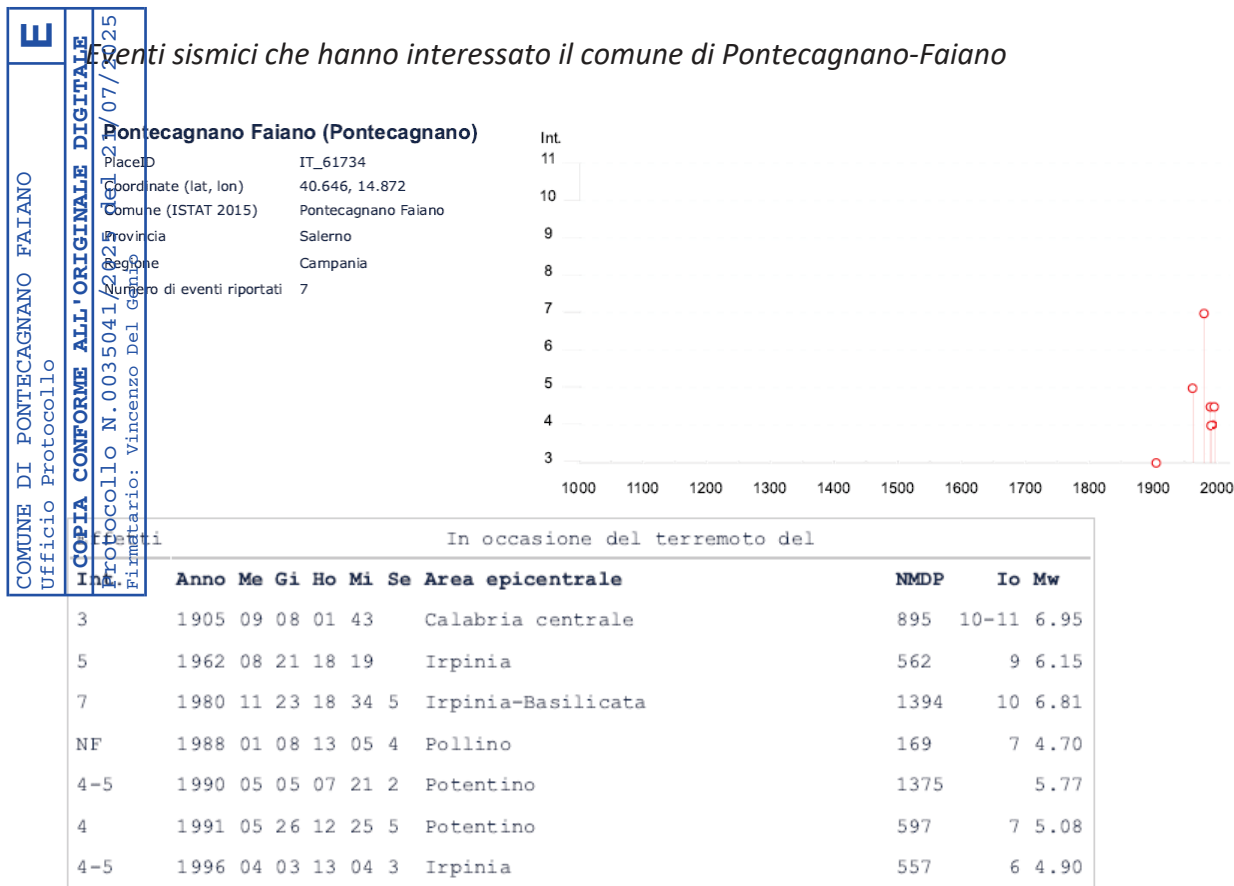 E
COMUNE DI PONTECAGNANO FAIANO
Ufficio Protocollo
COPIA CONFORME ALL'ORIGINALE DIGITALE
Protocollo N.0035041/2025 del 21/07/2025
Firmatario: Vincenzo Del Genio
Eventi sismici che hanno interessato il comune di Pontecagnano-Faiano
Pontecagnano Faiano (Pontecagnano)
PlaceID IT_61734
Coordinate (lat, lon) 40.646, 14.872
Comune (ISTAT 2015) Pontecagnano Faiano
Provincia Salerno
Regione Campania
Numero di eventi riportati 7
Int.
11
10
9
8
7
6
5
4
3
1000 1100 1200 1300 1400 1500 1600 1700 1800 1900 2000
Effetti In occasione del terremoto del
Int. Anno Me Gi Ho Mi Se Area epicentrale NMDP Io Mw
3 1905 09 08 01 43 Calabria centrale 895 10-11 6.95
5 1962 08 21 18 19 Irpinia 562 9 6.15
7 1980 11 23 18 34 5 Irpinia-Basilicata 1394 10 6.81
NF 1988 01 08 13 05 4 Pollino 169 7 4.70
4-5 1990 05 05 07 21 2 Potentino 1375 5.77
4 1991 05 26 12 25 5 Potentino 597 7 5.08
4-5 1996 04 03 13 04 3 Irpinia 557 6 4.90